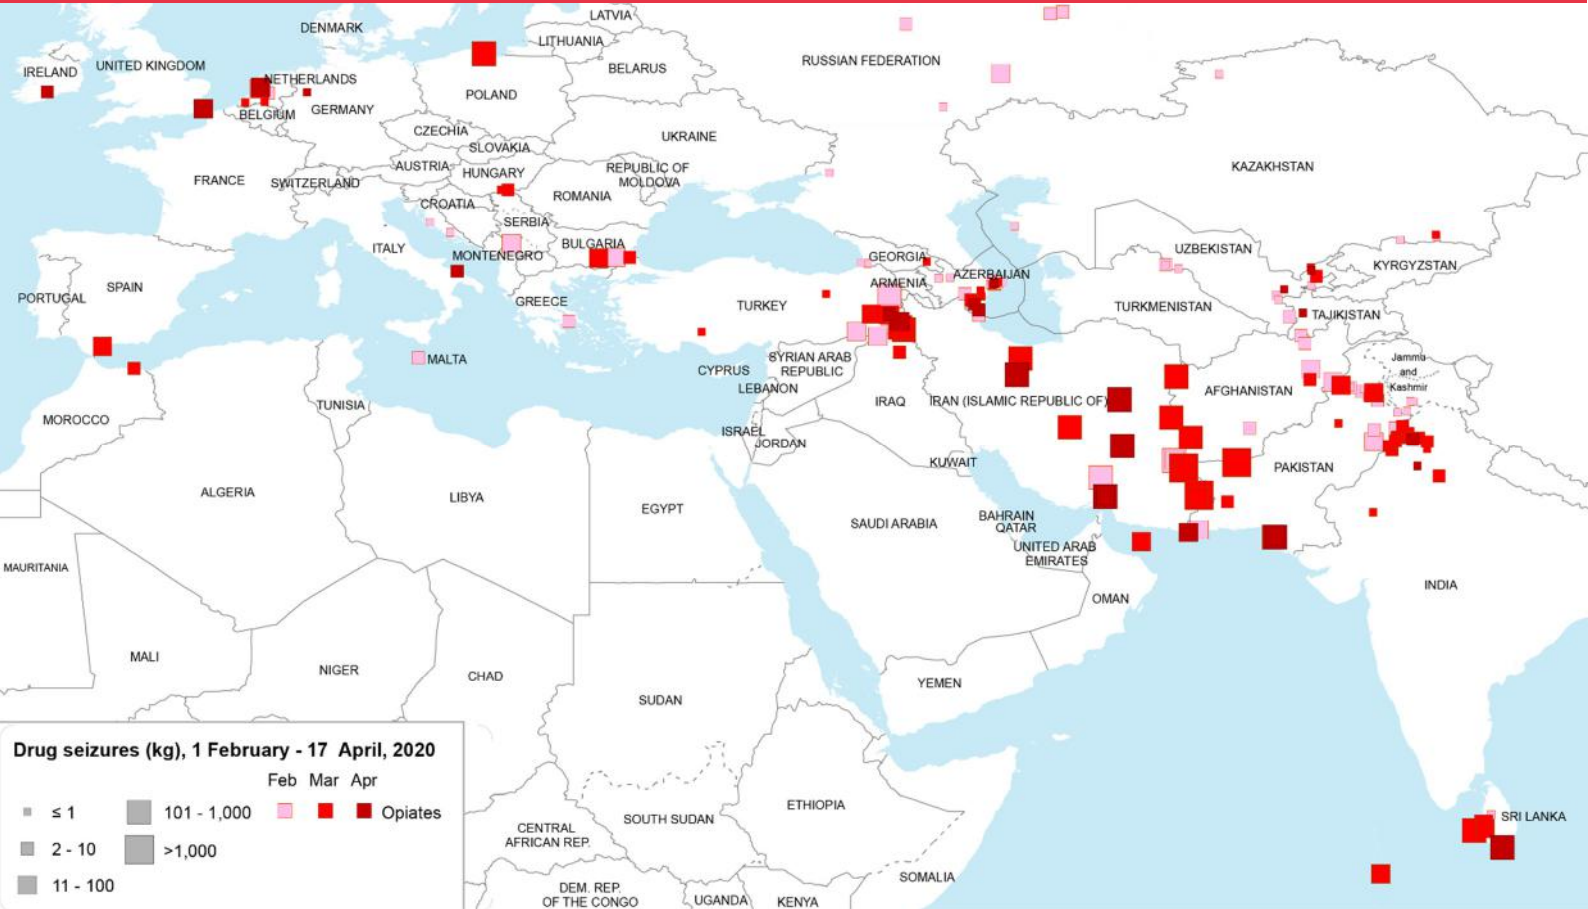 LATVIA
DENMARK
LITHUANIA
RUSSIAN FEDERATION
IRELAND
UNITED KINGDOM
BELARUS
NETHERLANDS
POLAND
GERMANY
BELGIUM
CZECHIA
UKRAINE
SLOVAKIA
AUSTRIA
REPUBLIC OF
MOLDOVA
KAZAKHSTAN
FRANCE
SWITZERLAND
HUNGARY
ROMANIA
CROATIA
SERBIA
ITALY
BULGARIA
UZBEKISTAN
MONTENEGRO
GEORGIA
KYRGYZSTAN
AZERBAIJAN
ARMENIA
SPAIN
PORTUGAL
GREECE
TURKEY
TURKMENISTAN
TAJIKISTAN
MALTA
SYRIAN ARAB
REPUBLIC
CYPRUS
Jammu
and
Kashmir
LEBANON
AFGHANISTAN
TUNISIA
IRAQ
IRAN (ISLAMIC REPUBLIC OF)
MOROCCO
ISRAEL
JORDAN
KUWAIT
PAKISTAN
ALGERIA
LIBYA
EGYPT
SAUDI ARABIA
BAHRAIN
QATAR
UNITED ARAB
EMIRATES
MAURITANIA
INDIA
OMAN
MALI
NIGER
CHAD
YEMEN
SUDAN
Drug seizures (kg), 1 February - 17 April, 2020
Feb Mar Apr
≤ 1 101 - 1,000 Opiates
2 - 10 >1,000
11 - 100
ETHIOPIA
SOUTH SUDAN
SRI LANKA
CENTRAL
AFRICAN REP.
SOMALIA
DEM. REP.
OF THE CONGO
UGANDA
KENYA